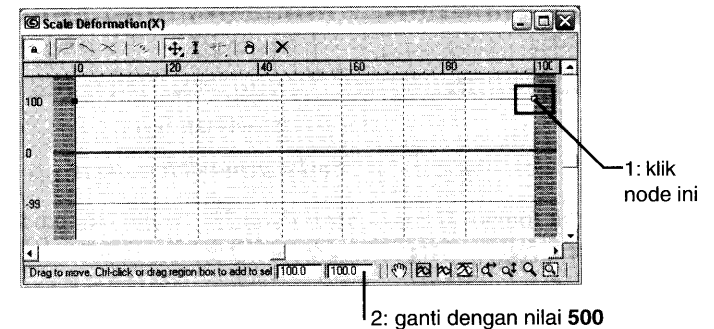 Scale Deformation(X)
0 20 40 60 80 10
100
0
-99
1: klik
node ini
Drag to move. Ctrl-click or drag region box to add to sel 100.0 100.0
2: ganti dengan nilai 500